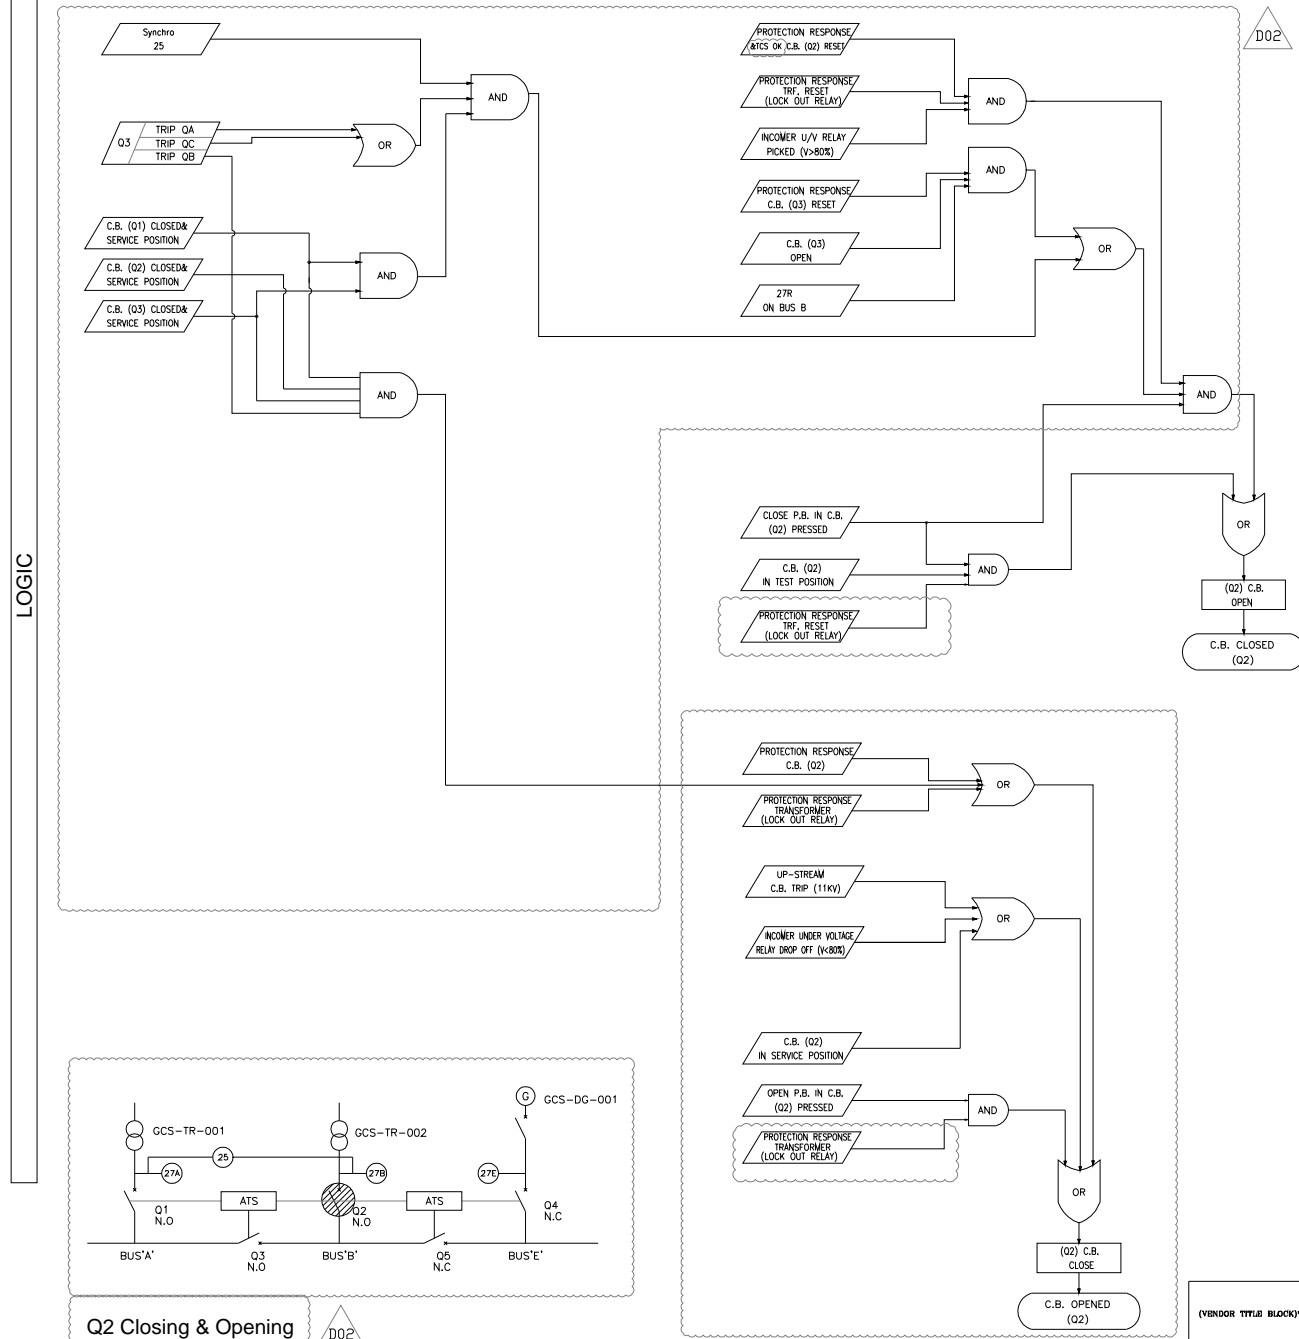 LOGIC
Synchro
25
Q3
TRIP QA
TRIP QC
TRIP QB
OR
AND
C.B. (Q1) CLOSED&
SERVICE POSITION
C.B. (Q2) CLOSED&
SERVICE POSITION
C.B. (Q3) CLOSED&
SERVICE POSITION
AND
AND
PROTECTION RESPONSE
&TCS OK C.B. (Q2) RESET
PROTECTION RESPONSE
TRF. RESET
(LOCK OUT RELAY)
INCOMER U/V RELAY
PICKED (V>80%)
AND
PROTECTION RESPONSE
C.B. (Q3) RESET
C.B. (Q3)
OPEN
27R
ON BUS B
AND
OR
AND
D02
CLOSE P.B. IN C.B.
(Q2) PRESSED
C.B. (Q2)
IN TEST POSITION
PROTECTION RESPONSE
TRF. RESET
(LOCK OUT RELAY)
AND
OR
(Q2) C.B.
OPEN
C.B. CLOSED
(Q2)
PROTECTION RESPONSE
C.B. (Q2)
PROTECTION RESPONSE
TRANSFORMER
(LOCK OUT RELAY)
OR
UP-STREAM
C.B. TRIP (11KV)
INCOMER UNDER VOLTAGE
RELAY DROP OFF (V<80%)
OR
C.B. (Q2)
IN SERVICE POSITION
OPEN P.B. IN C.B.
(Q2) PRESSED
PROTECTION RESPONSE
TRANSFORMER
(LOCK OUT RELAY)
AND
OR
(Q2) C.B.
CLOSE
C.B. OPENED
(Q2)
GCS-TR-001
GCS-TR-002
G
GCS-DG-001
25
27A
27B
27E
ATS
ATS
Q1
N.O
Q2
N.O
Q4
N.C
BUS'A'
Q3
N.O
BUS'B'
Q5
N.C
BUS'E'
Q2 Closing & Opening
D02
(VENDOR TITLE BLOCK)